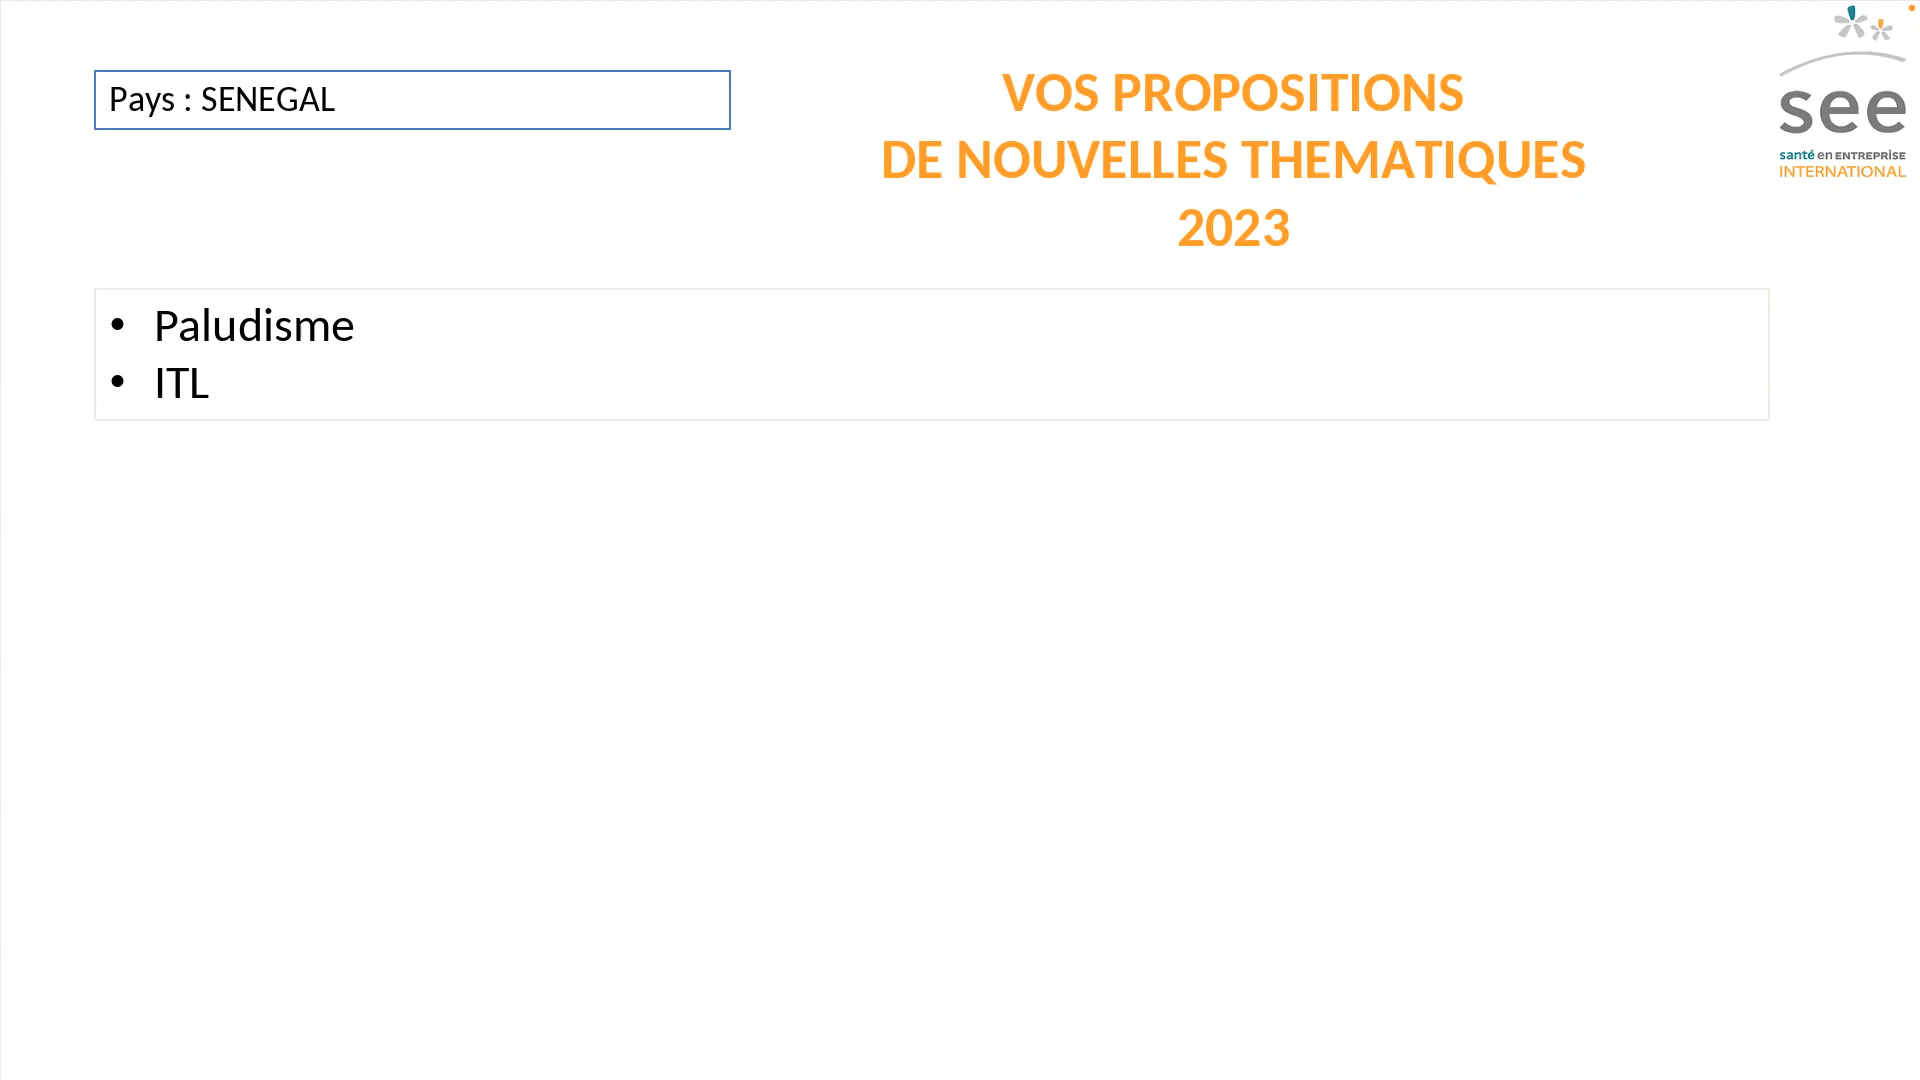 Pays : SENEGAL
VOS PROPOSITIONS
DE NOUVELLES THEMATIQUES
2023
see
santé en ENTREPRISE
INTERNATIONAL
• Paludisme
• ITL